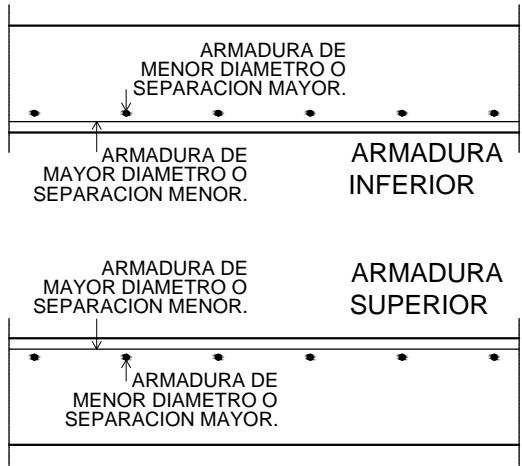 ARMADURA DE
MENOR DIAMETRO O
SEPARACION MAYOR.
ARMADURA DE
MAYOR DIAMETRO O
SEPARACION MENOR.
ARMADURA
INFERIOR
ARMADURA DE
MAYOR DIAMETRO O
SEPARACION MENOR.
ARMADURA
SUPERIOR
ARMADURA DE
MENOR DIAMETRO O
SEPARACION MAYOR.